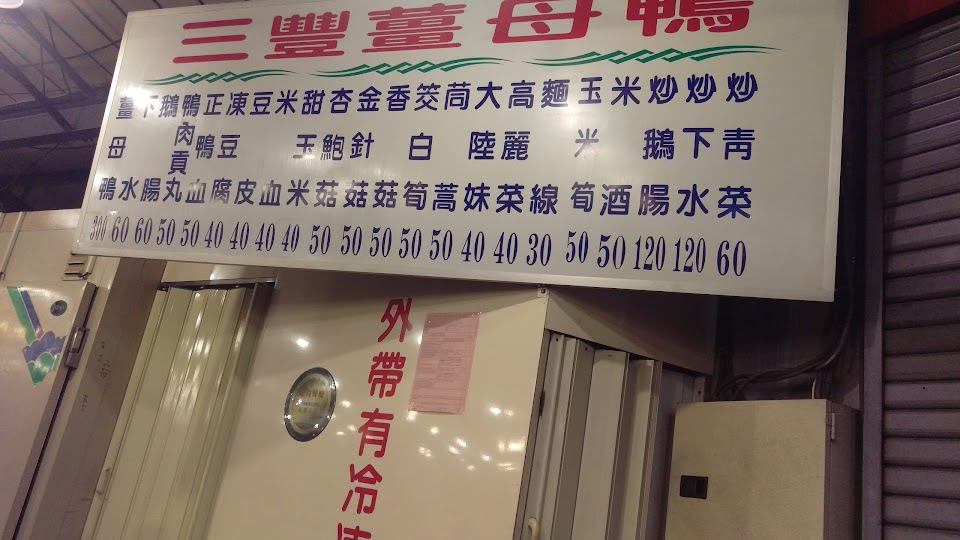 三豐薑母鴨
薑母鴨 300
下水 60
鵝腸 60
鴨肉貢丸 50
正鴨血 50
凍豆腐 40
豆皮 40
米血 40
甜玉米 40
杏鮑菇 50
金針菇 50
香菇 50
筊白筍 50
茼蒿 50
大陸妹 40
高麗菜 40
麵線 30
玉米筍 50
米酒 50
炒鵝腸 120
炒下水 120
炒青菜 60
外帶有冷